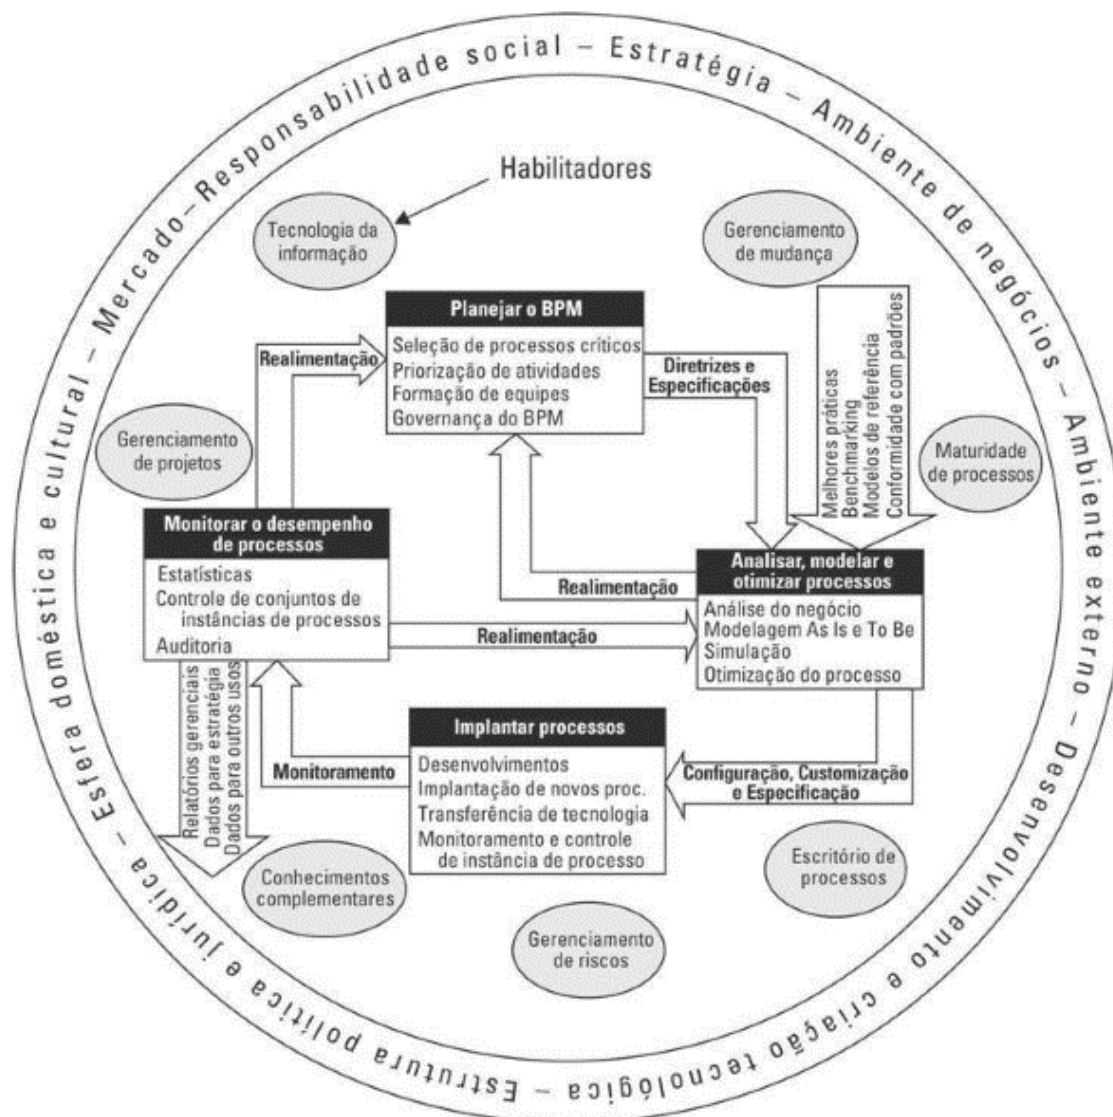 Esfera doméstica e cultural – Mercado – Responsabilidade social – Estratégia – Ambiente de negócios – Ambiente externo – Desenvolvimento e criação tecnológica – Estrutura política e jurídica –
Habilitadores
Tecnologia da
informação
Gerenciamento
de mudança
Planejar o BPM
Seleção de processos críticos
Priorização de atividades
Formação de equipes
Governança do BPM
Realimentação
Diretrizes e
Especificações
Melhores práticas
Benchmarking
Modelos de referência
Conformidade com padrões
Gerenciamento
de projetos
Maturidade
de processos
Monitorar o desempenho
de processos
Estatísticas
Controle de conjuntos de
instâncias de processos
Auditoria
Analisar, modelar e
otimizar processos
Análise do negócio
Modelagem As Is e To Be
Simulação
Otimização do processo
Realimentação
Realimentação
Relatórios gerenciais
Dados para estratégia
Dados para outros usos
Implantar processos
Desenvolvimentos
Implantação de novos proc.
Transferência de tecnologia
Monitoramento e controle
de instância de processo
Monitoramento
Configuração, Customização
e Especificação
Conhecimentos
complementares
Escritório de
processos
Gerenciamento
de riscos